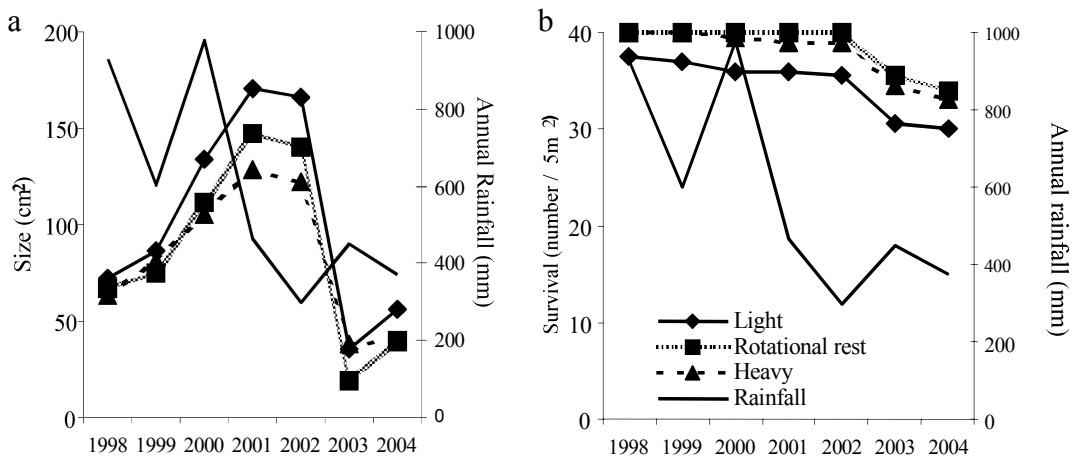 a
200
150
100
50
0
Size (cm²)
1000
800
600
400
200
0
Annual Rainfall (mm)
1998 1999 2000 2001 2002 2003 2004
b
40
30
20
10
0
Survival (number / 5m ²)
1000
800
600
400
200
0
Annual rainfall (mm)
Light
Rotational rest
Heavy
Rainfall
1998 1999 2000 2001 2002 2003 2004